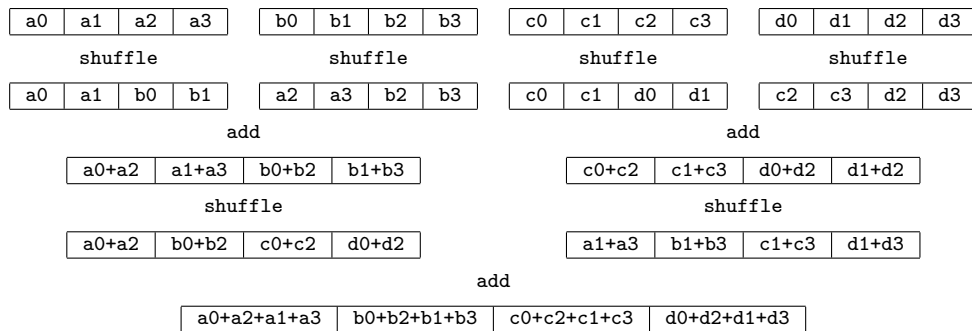 a0 a1 a2 a3 b0 b1 b2 b3 c0 c1 c2 c3 d0 d1 d2 d3
shuffle shuffle shuffle shuffle
a0 a1 b0 b1 a2 a3 b2 b3 c0 c1 d0 d1 c2 c3 d2 d3
add add
a0+a2 a1+a3 b0+b2 b1+b3 c0+c2 c1+c3 d0+d2 d1+d2
shuffle shuffle
a0+a2 b0+b2 c0+c2 d0+d2 a1+a3 b1+b3 c1+c3 d1+d3
add
a0+a2+a1+a3 b0+b2+b1+b3 c0+c2+c1+c3 d0+d2+d1+d3